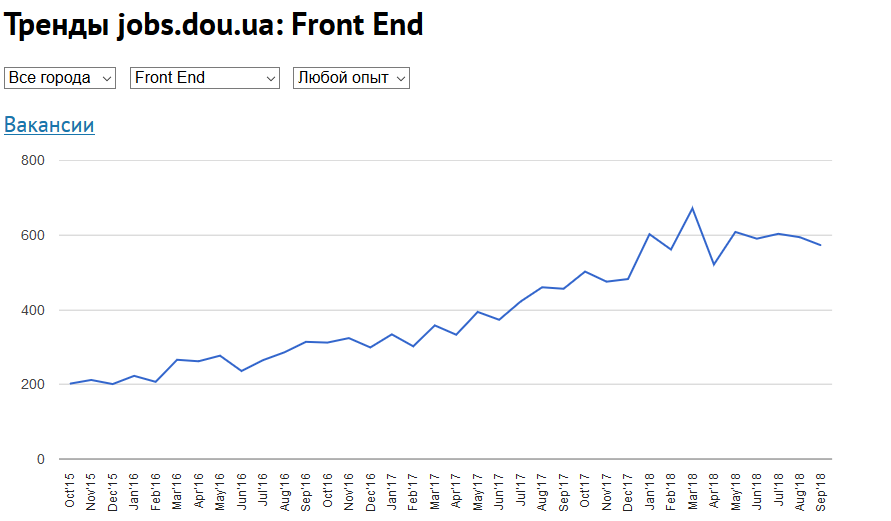 Тренды jobs.dou.ua: Front End
Все города Front End Любой опыт
Вакансии
800
600
400
200
0
Oct'15 Nov'15 Dec'15 Jan'16 Feb'16 Mar'16 Apr'16 May'16 Jun'16 Jul'16 Aug'16 Sep'16 Oct'16 Nov'16 Dec'16 Jan'17 Feb'17 Mar'17 Apr'17 May'17 Jun'17 Jul'17 Aug'17 Sep'17 Oct'17 Nov'17 Dec'17 Jan'18 Feb'18 Mar'18 Apr'18 May'18 Jun'18 Jul'18 Aug'18 Sep'18